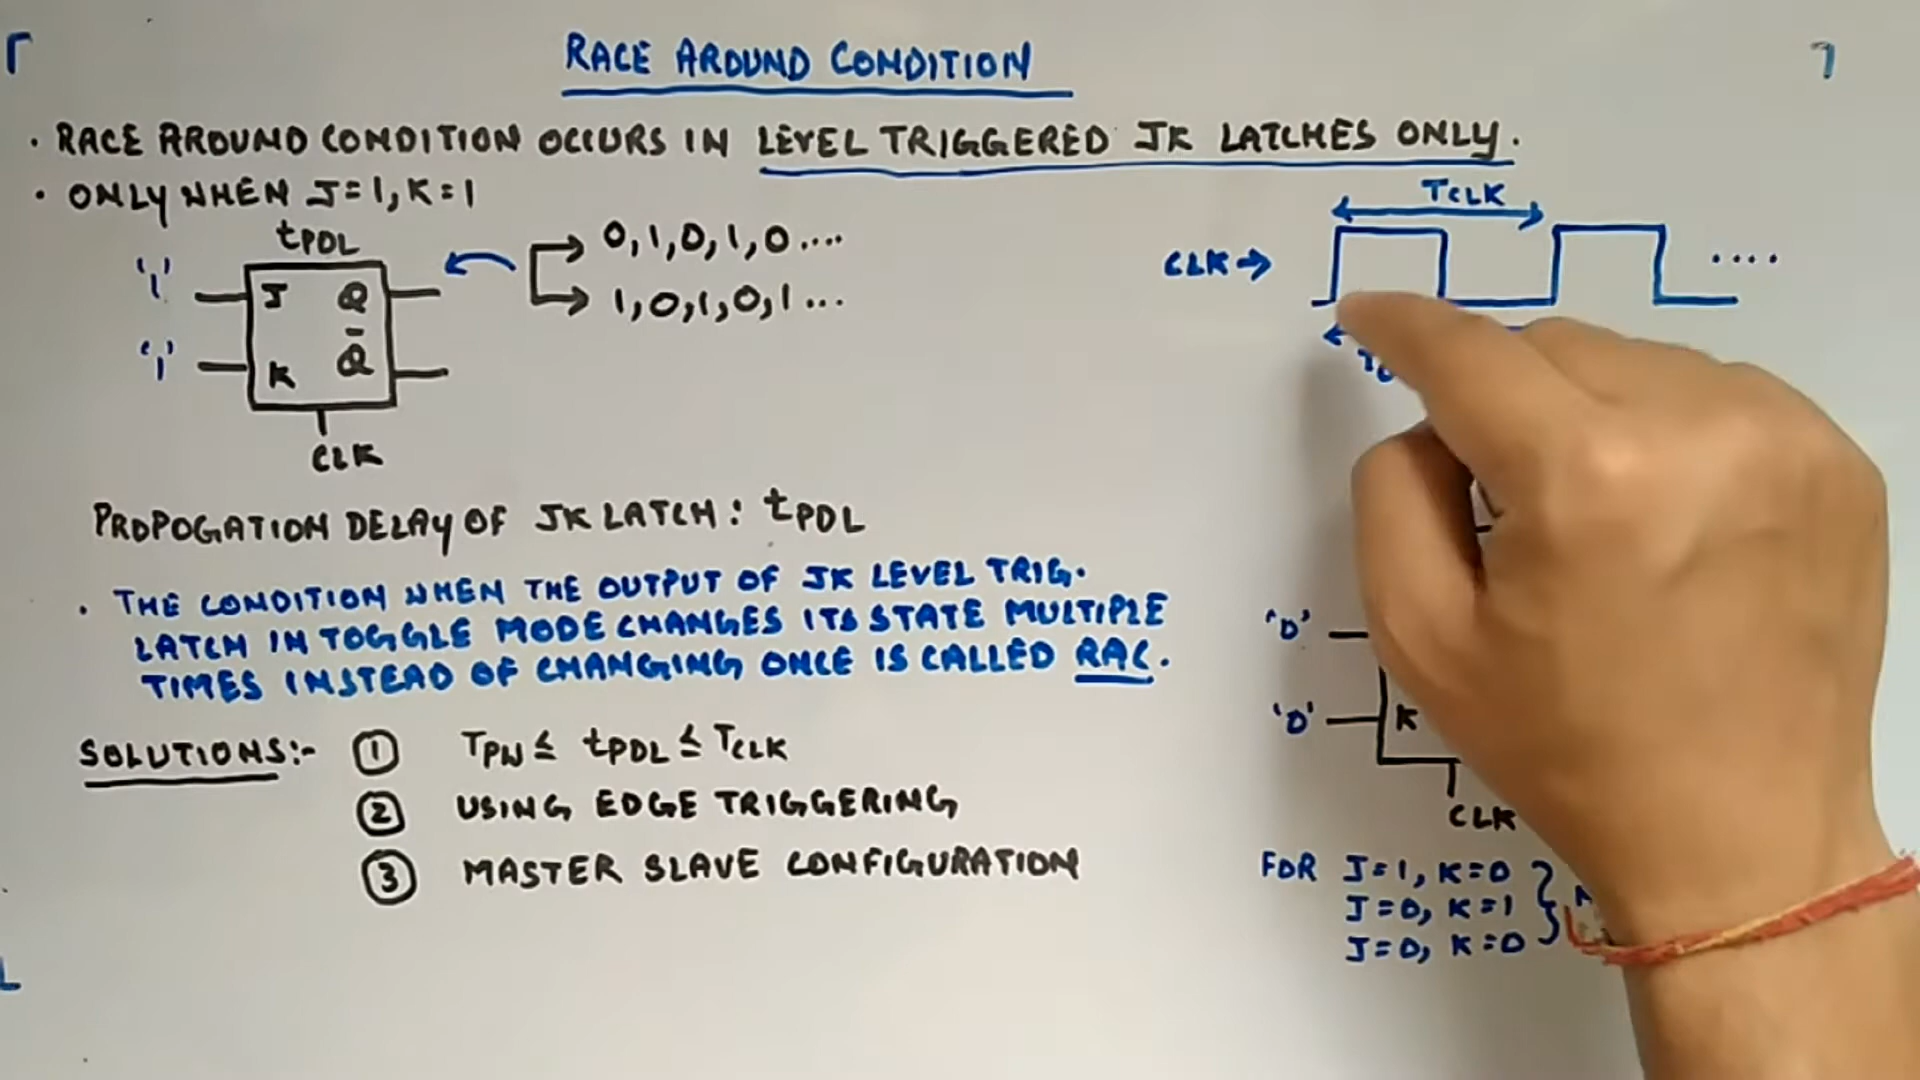 RACE AROUND CONDITION
• RACE AROUND CONDITION OCCURS IN LEVEL TRIGGERED JK LATCHES ONLY.
• ONLY WHEN J=1, K=1
tPDL
0,1,0,1,0....
1,0,1,0,1...
'1' J Q
'1' K Q̄
CLK
TCLK
CLK→ ....
PROPOGATION DELAY OF JK LATCH: tPDL
• THE CONDITION WHEN THE OUTPUT OF JK LEVEL TRIG.
LATCH IN TOGGLE MODE CHANGES ITS STATE MULTIPLE
TIMES INSTEAD OF CHANGING ONCE IS CALLED RAC.
SOLUTIONS:- ① TPW ≤ tPDL ≤ TCLK
② USING EDGE TRIGGERING
③ MASTER SLAVE CONFIGURATION
'0'
'0' K
CLK
FOR J=1, K=0
J=0, K=1
J=0, K=0